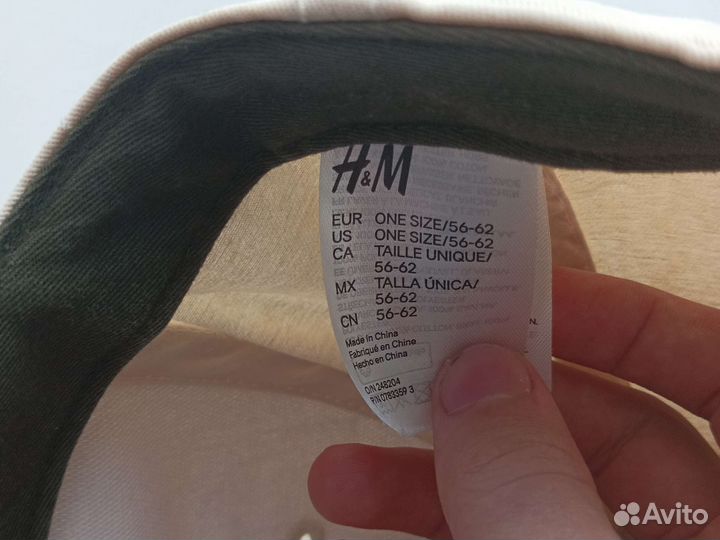 H&M
EUR ONE SIZE/56-62
US ONE SIZE/56-62
CA TAILLE UNIQUE/
56-62
MX TALLA ÚNICA/
56-62
CN 56-62
Made in China
Fabriqué en Chine
Hecho en China
O/N 248204
P/N 0783359 3
Avito